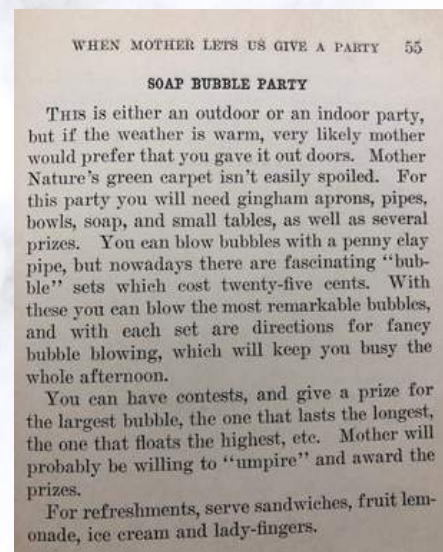 WHEN MOTHER LETS US GIVE A PARTY 55
SOAP BUBBLE PARTY
THIS is either an outdoor or an indoor party,
but if the weather is warm, very likely mother
would prefer that you gave it out doors. Mother
Nature's green carpet isn't easily spoiled. For
this party you will need gingham aprons, pipes,
bowls, soap, and small tables, as well as several
prizes. You can blow bubbles with a penny clay
pipe, but nowadays there are fascinating "bub-
ble" sets which cost twenty-five cents. With
these you can blow the most remarkable bubbles,
and with each set are directions for fancy
bubble blowing, which will keep you busy the
whole afternoon.
You can have contests, and give a prize for
the largest bubble, the one that lasts the longest,
the one that floats the highest, etc. Mother will
probably be willing to "umpire" and award the
prizes.
For refreshments, serve sandwiches, fruit lem-
onade, ice cream and lady-fingers.